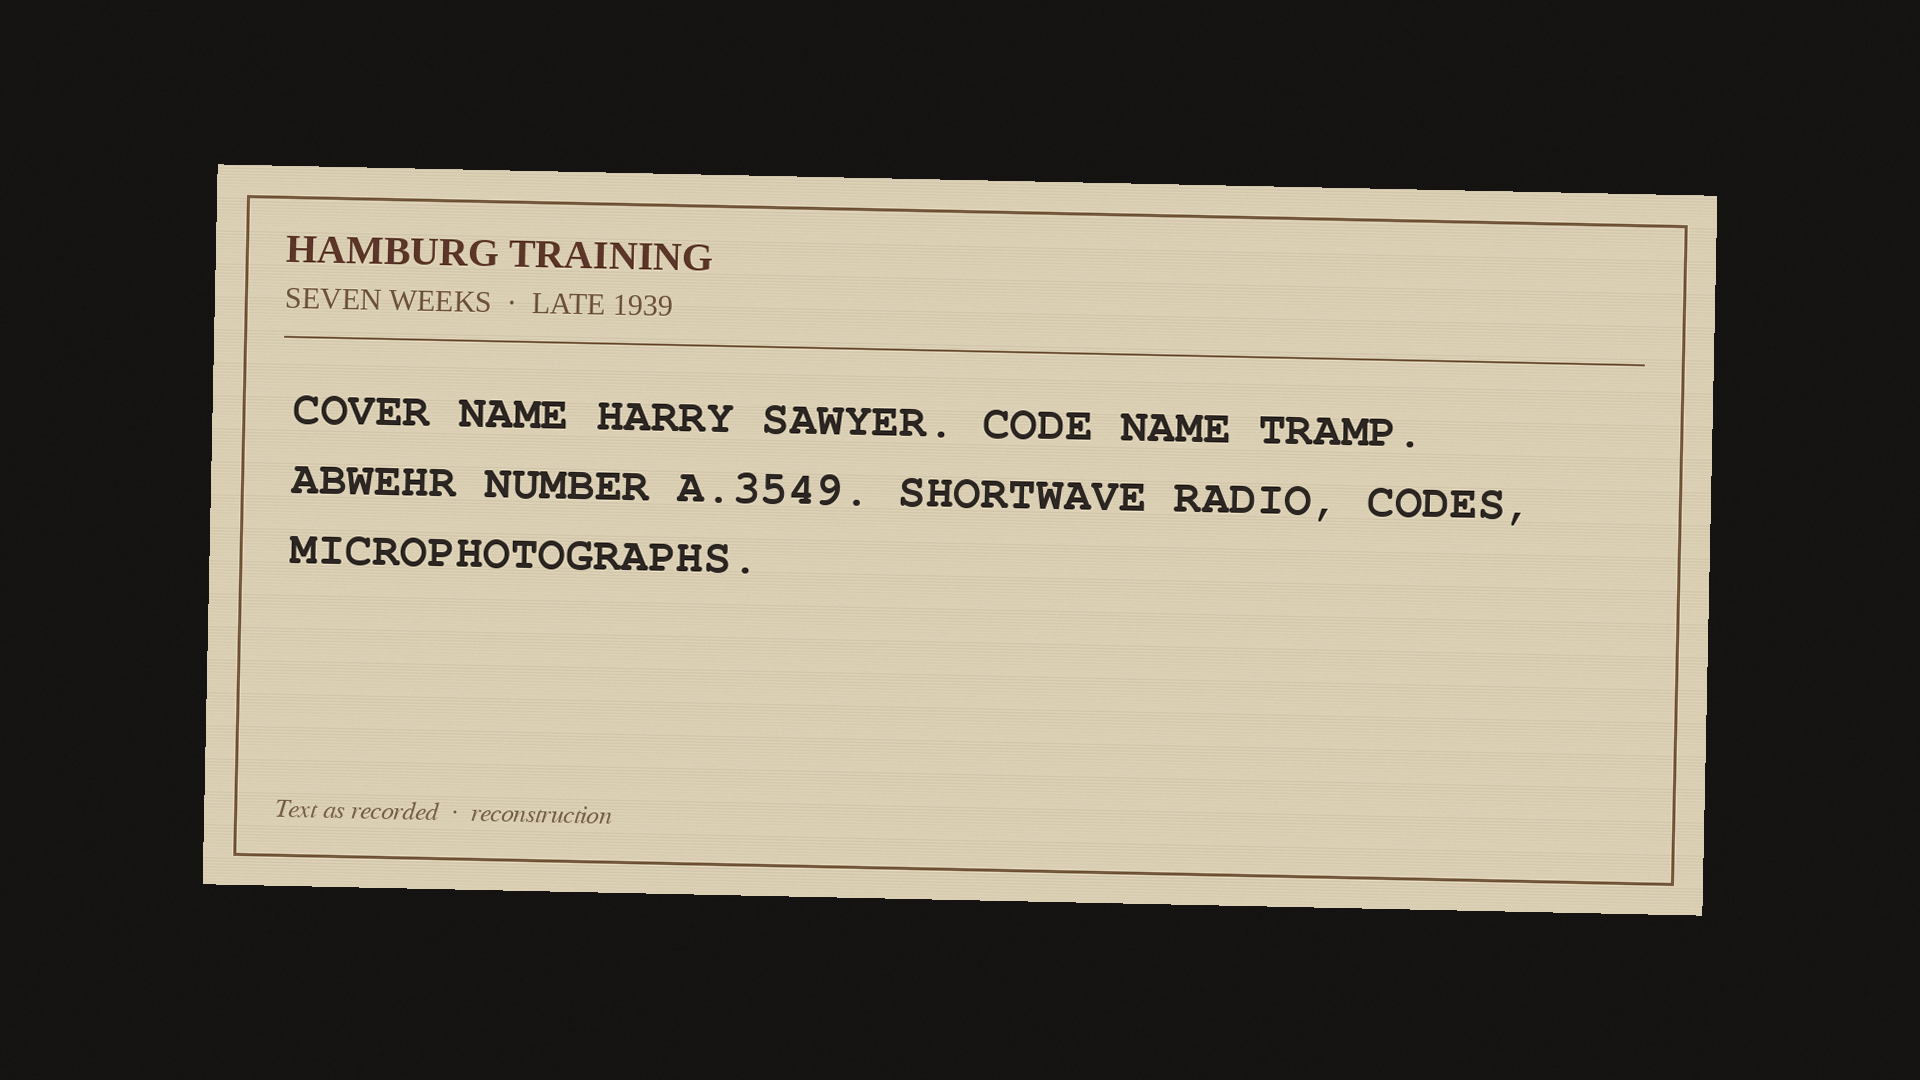 HAMBURG TRAINING
SEVEN WEEKS · LATE 1939
COVER NAME HARRY SAWYER. CODE NAME TRAMP.
ABWEHR NUMBER A.3549. SHORTWAVE RADIO, CODES,
MICROPHOTOGRAPHS.
Text as recorded · reconstruction